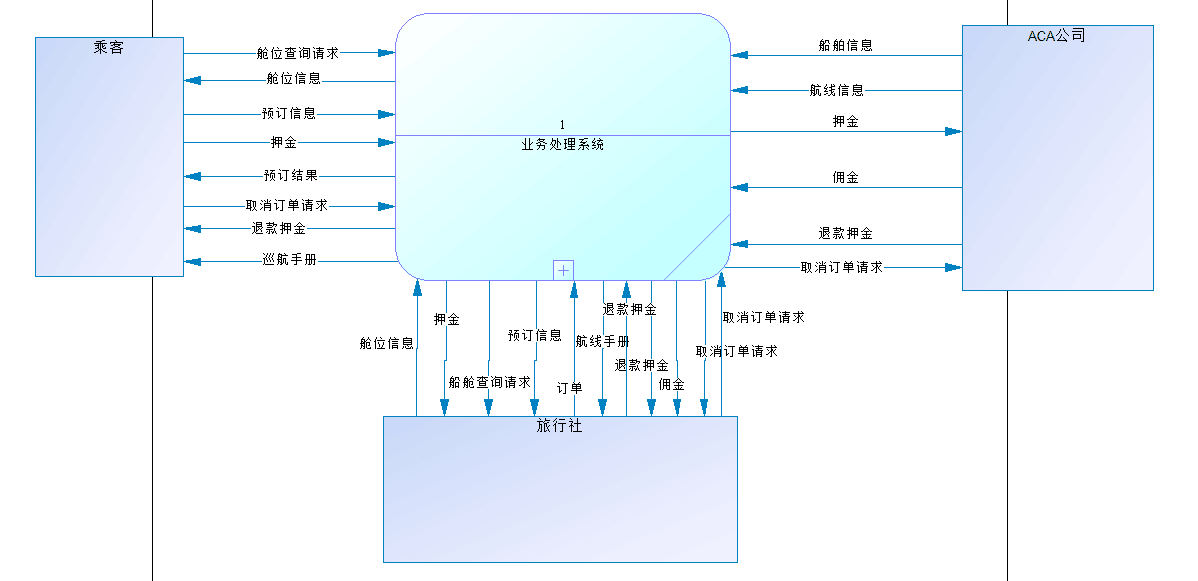 乘客
舱位查询请求
舱位信息
预订信息
押金
预订结果
取消订单请求
退款押金
巡航手册
1
业务处理系统
ACA公司
船舶信息
航线信息
押金
佣金
退款押金
取消订单请求
舱位信息
押金
船舱查询请求
预订信息
订单
航线手册
退款押金
退款押金
佣金
取消订单请求
取消订单请求
旅行社